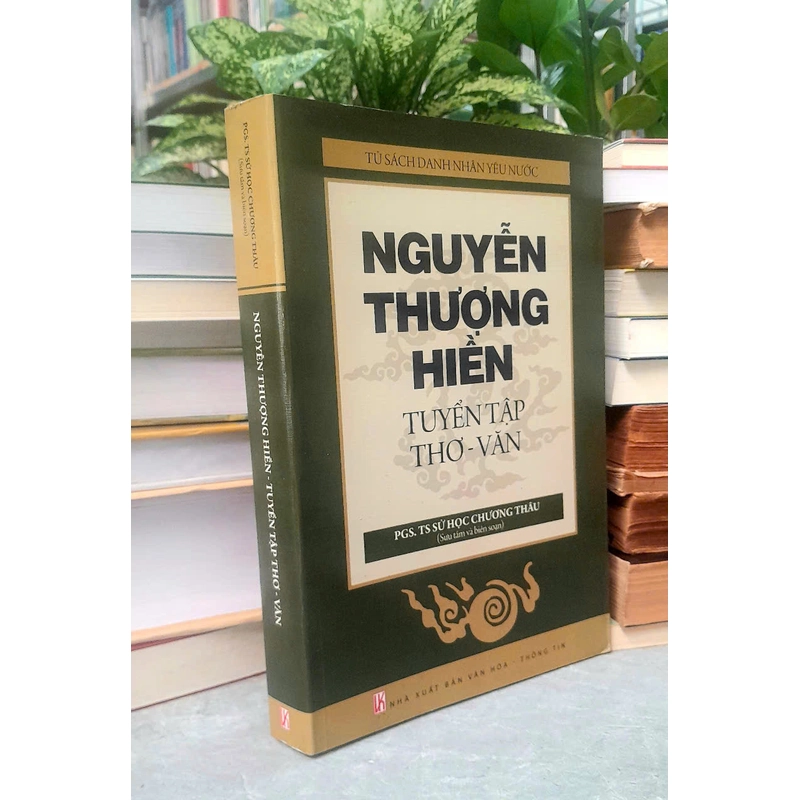 PGS. TS SỬ HỌC CHƯƠNG THÂU
(Sưu tầm và biên soạn)
NGUYỄN THƯỢNG HIỀN - TUYỂN TẬP THƠ - VĂN
TỦ SÁCH DANH NHÂN YÊU NƯỚC
NGUYỄN
THƯỢNG
HIỀN
TUYỂN TẬP
THƠ - VĂN
PGS. TS SỬ HỌC CHƯƠNG THÂU
(Sưu tầm và biên soạn)
NHÀ XUẤT BẢN VĂN HÓA - THÔNG TIN